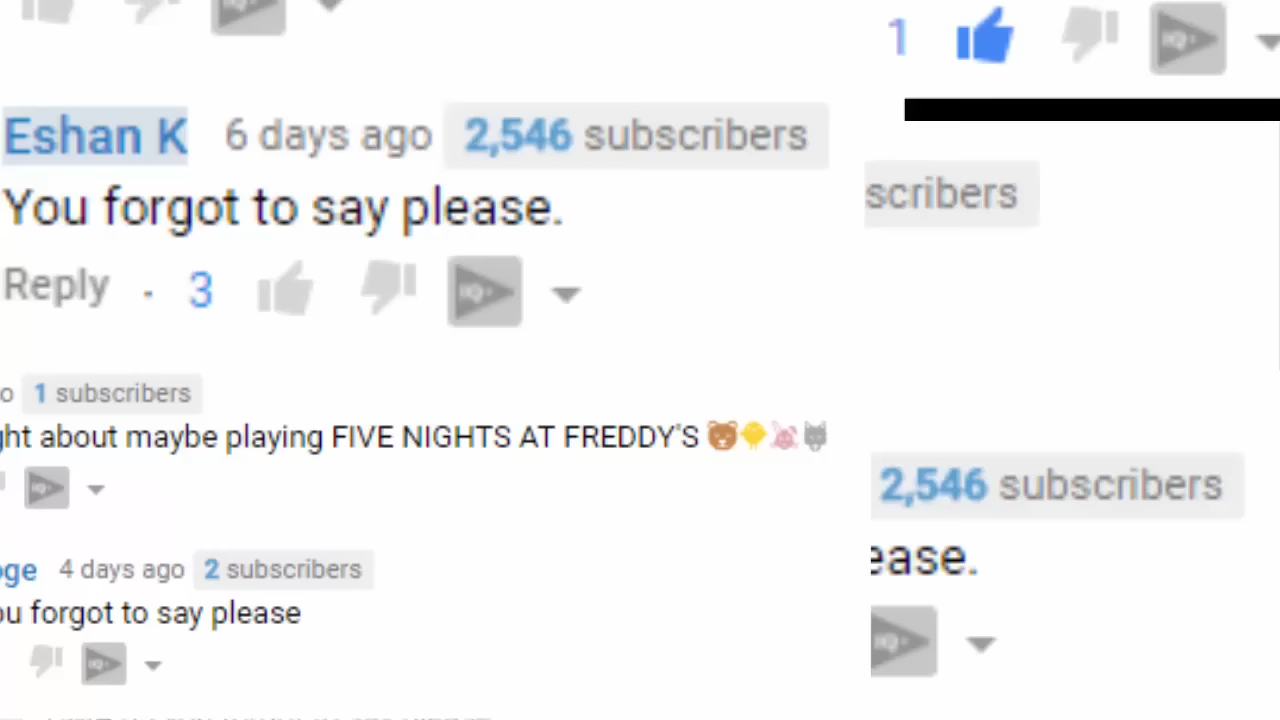 1
Eshan K 6 days ago 2,546 subscribers
You forgot to say please.
Reply · 3
scribers
o 1 subscribers
ght about maybe playing FIVE NIGHTS AT FREDDY'S 🐻🐤🐰🐺
2,546 subscribers
ease.
oge 4 days ago 2 subscribers
ou forgot to say please